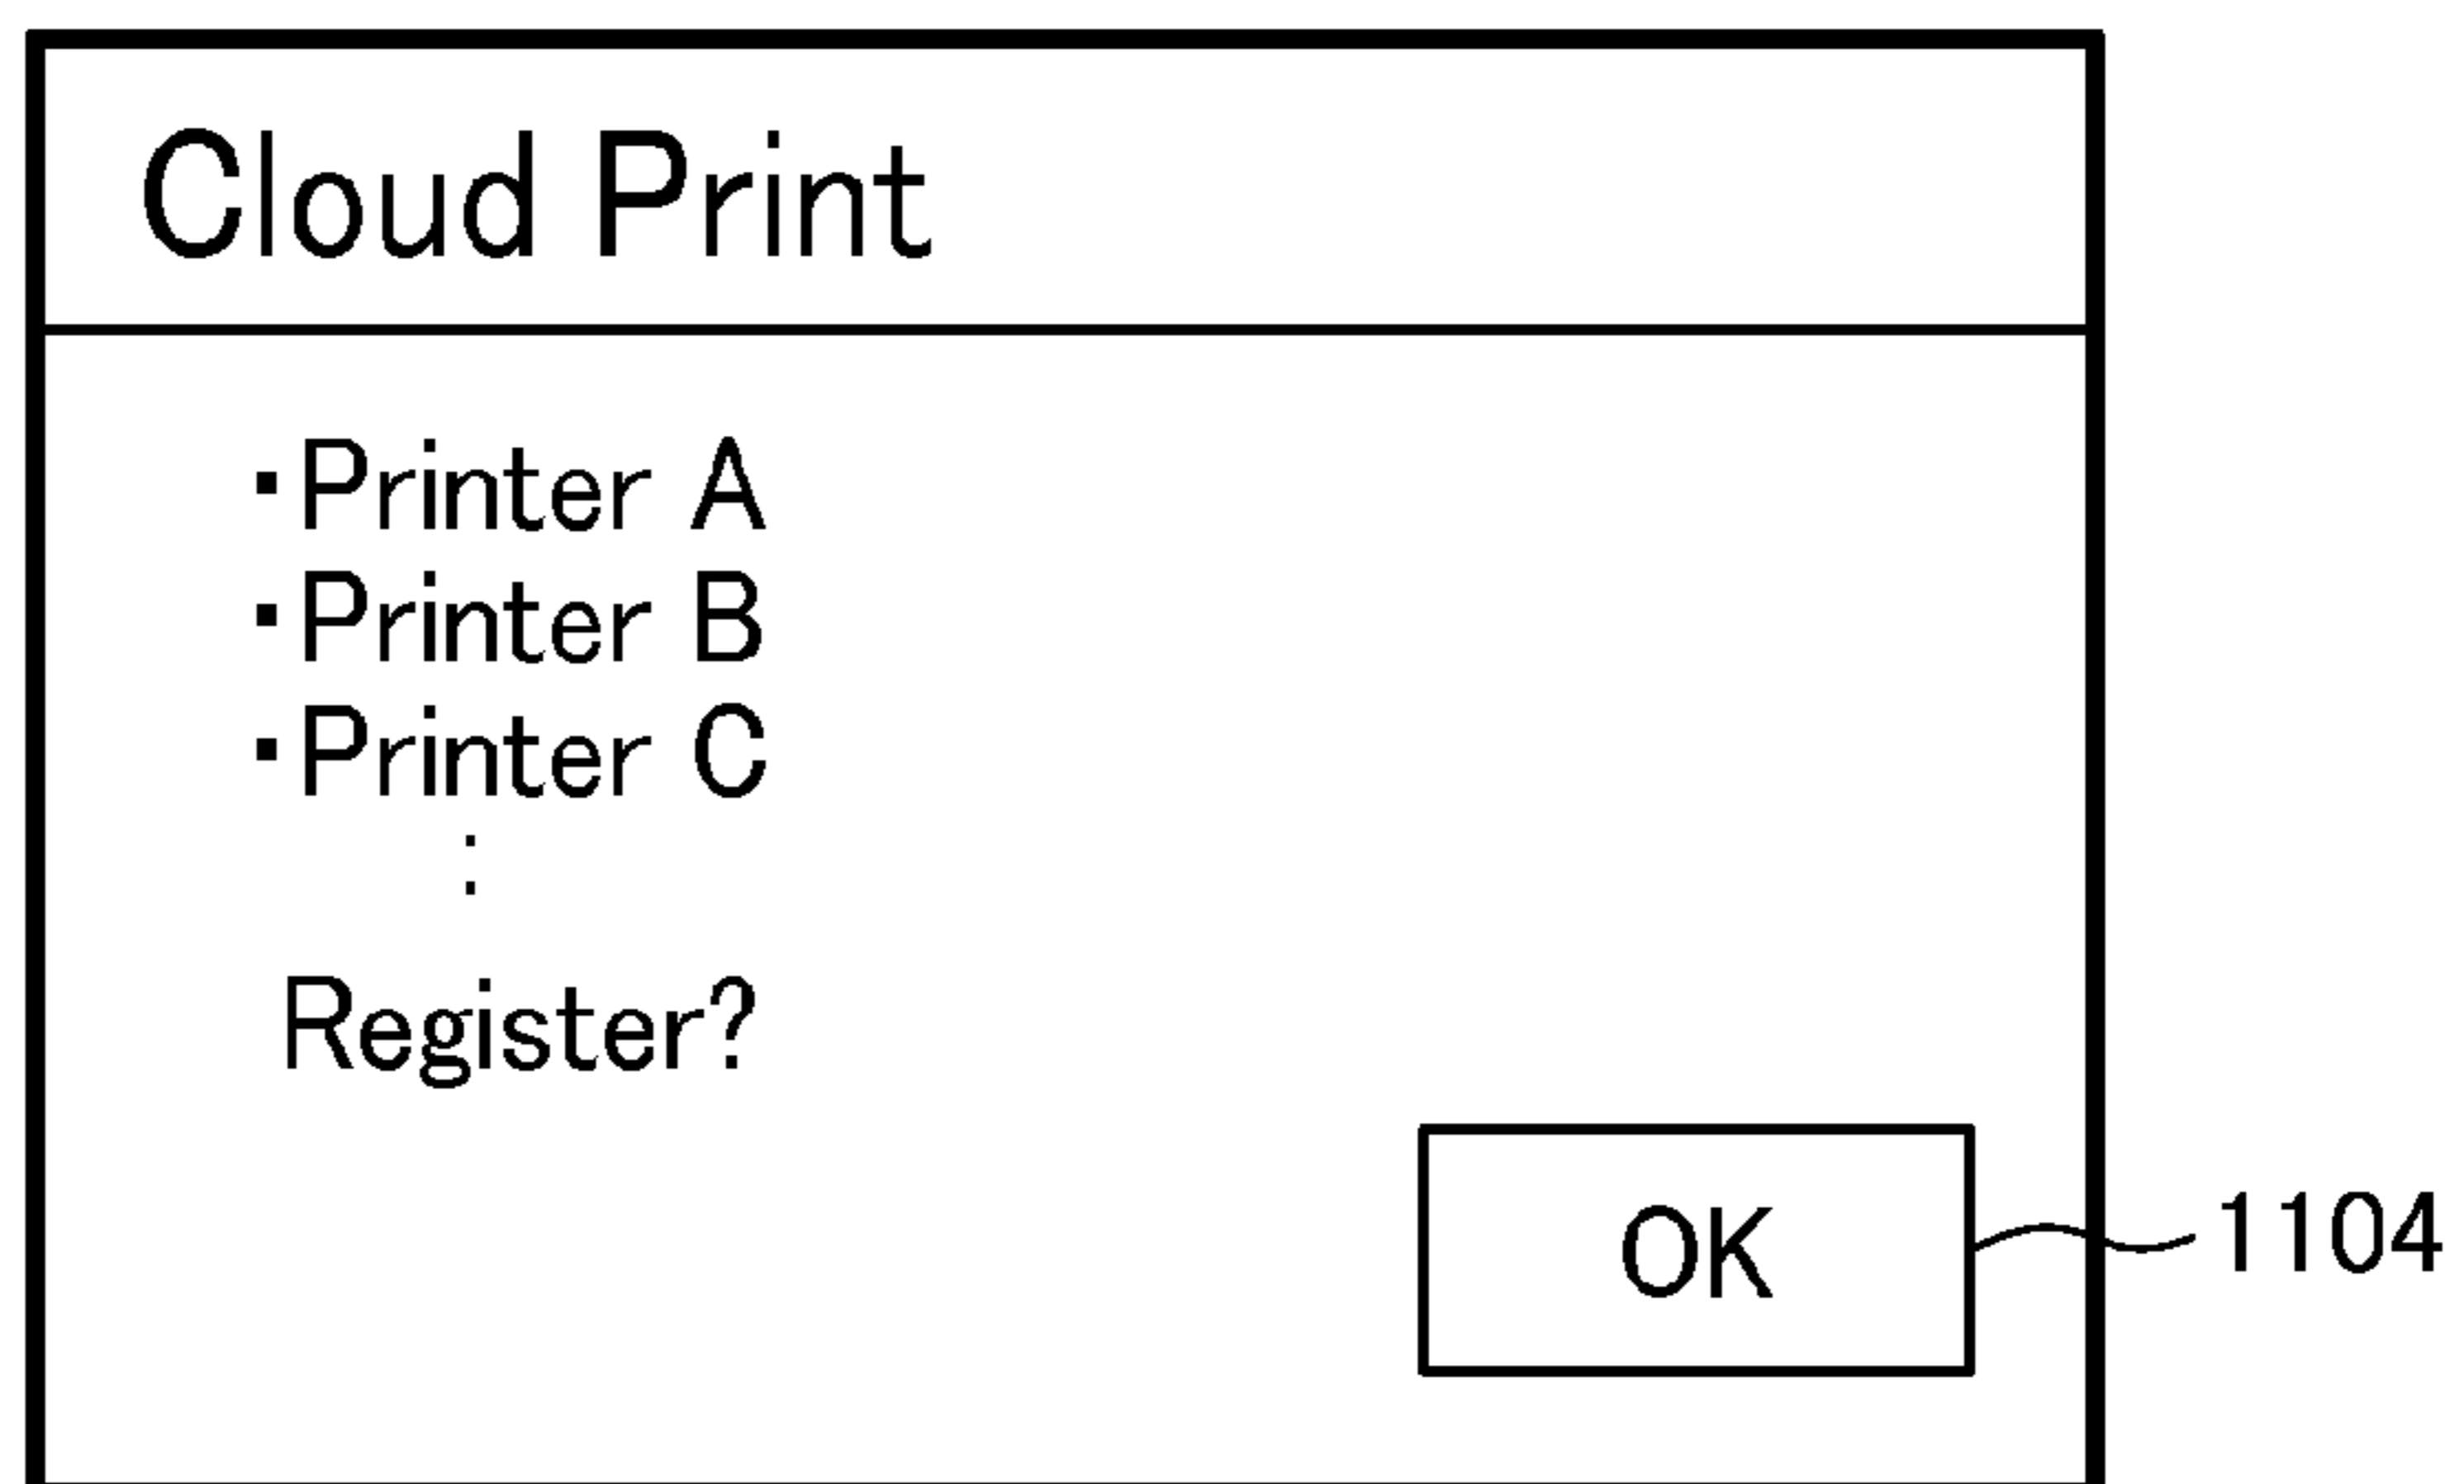 Cloud Print
・Printer A
・Printer B
・Printer C
:
Register?
OK
1104